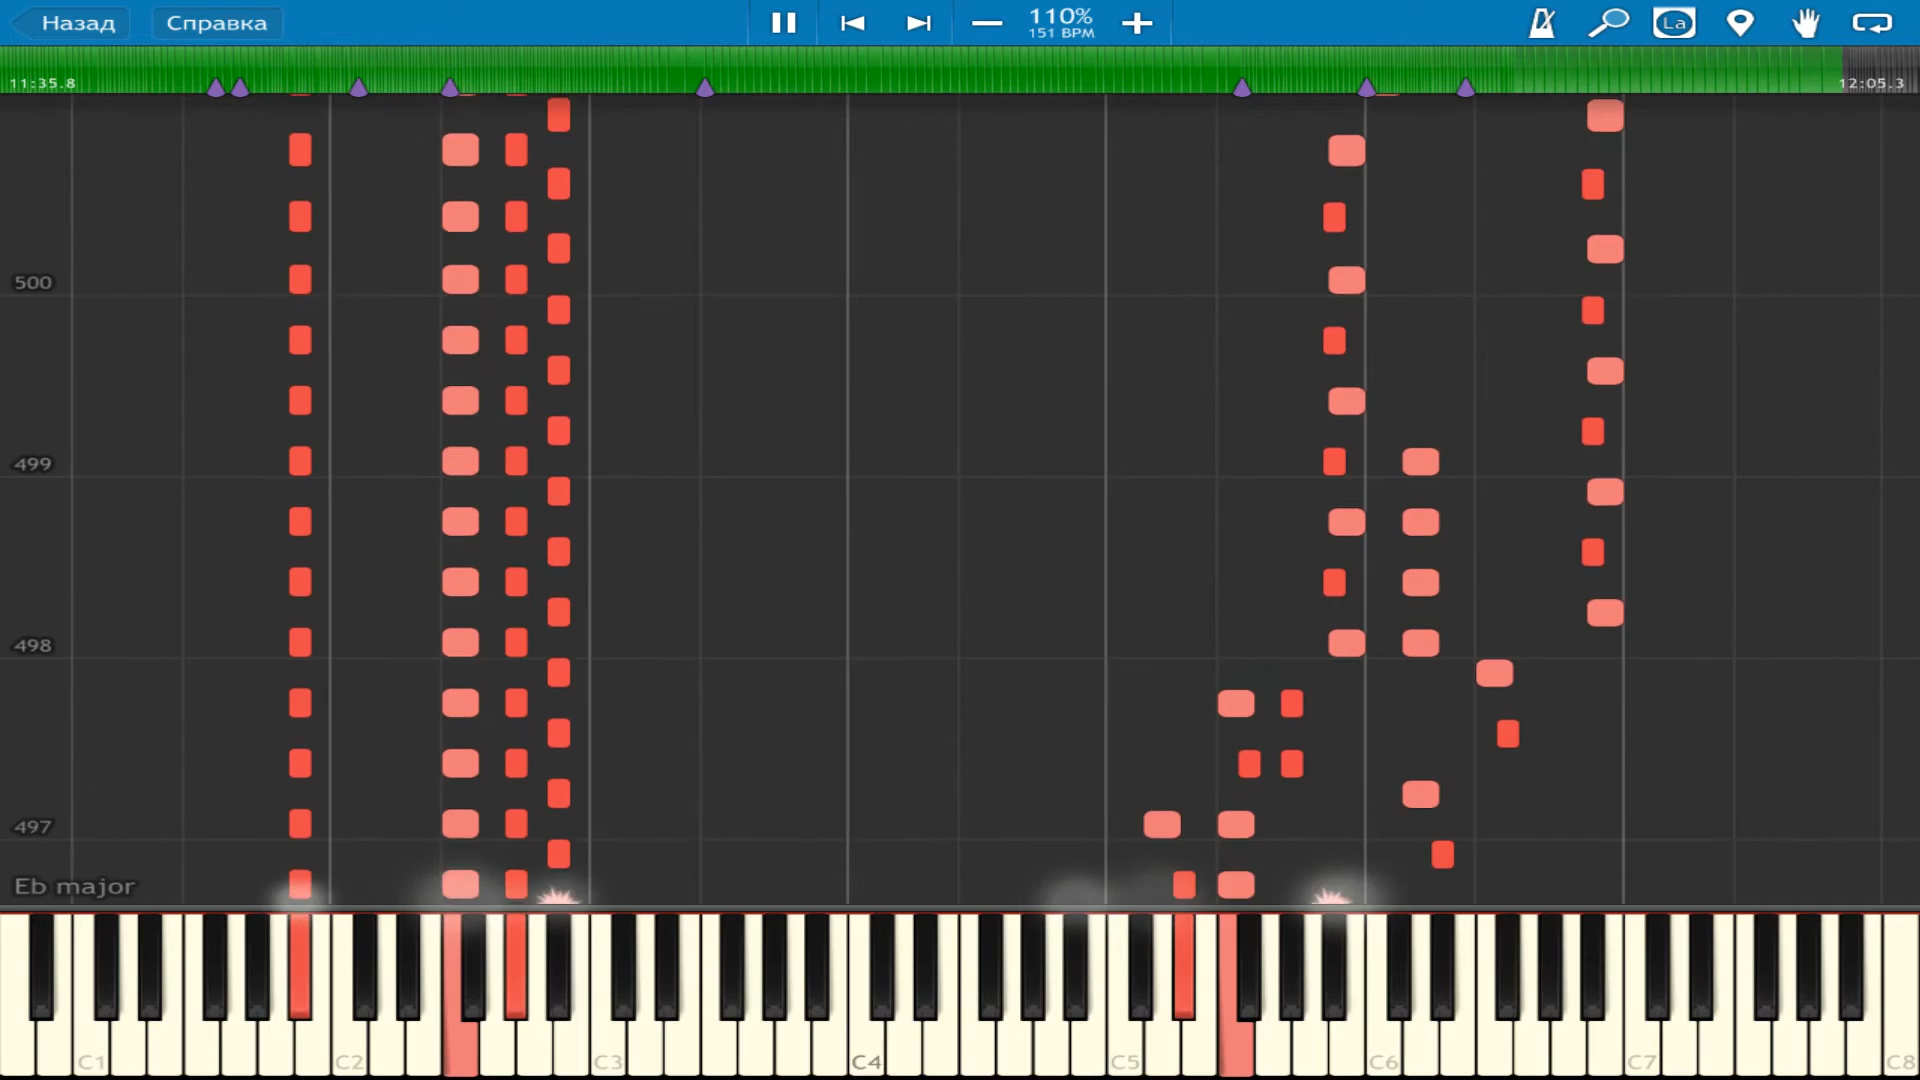 Назад
Справка
110%
151 BPM
La
11:35.8
12:05.3
500
499
498
497
Eb major
C1
C2
C3
C4
C5
C6
C7
C8